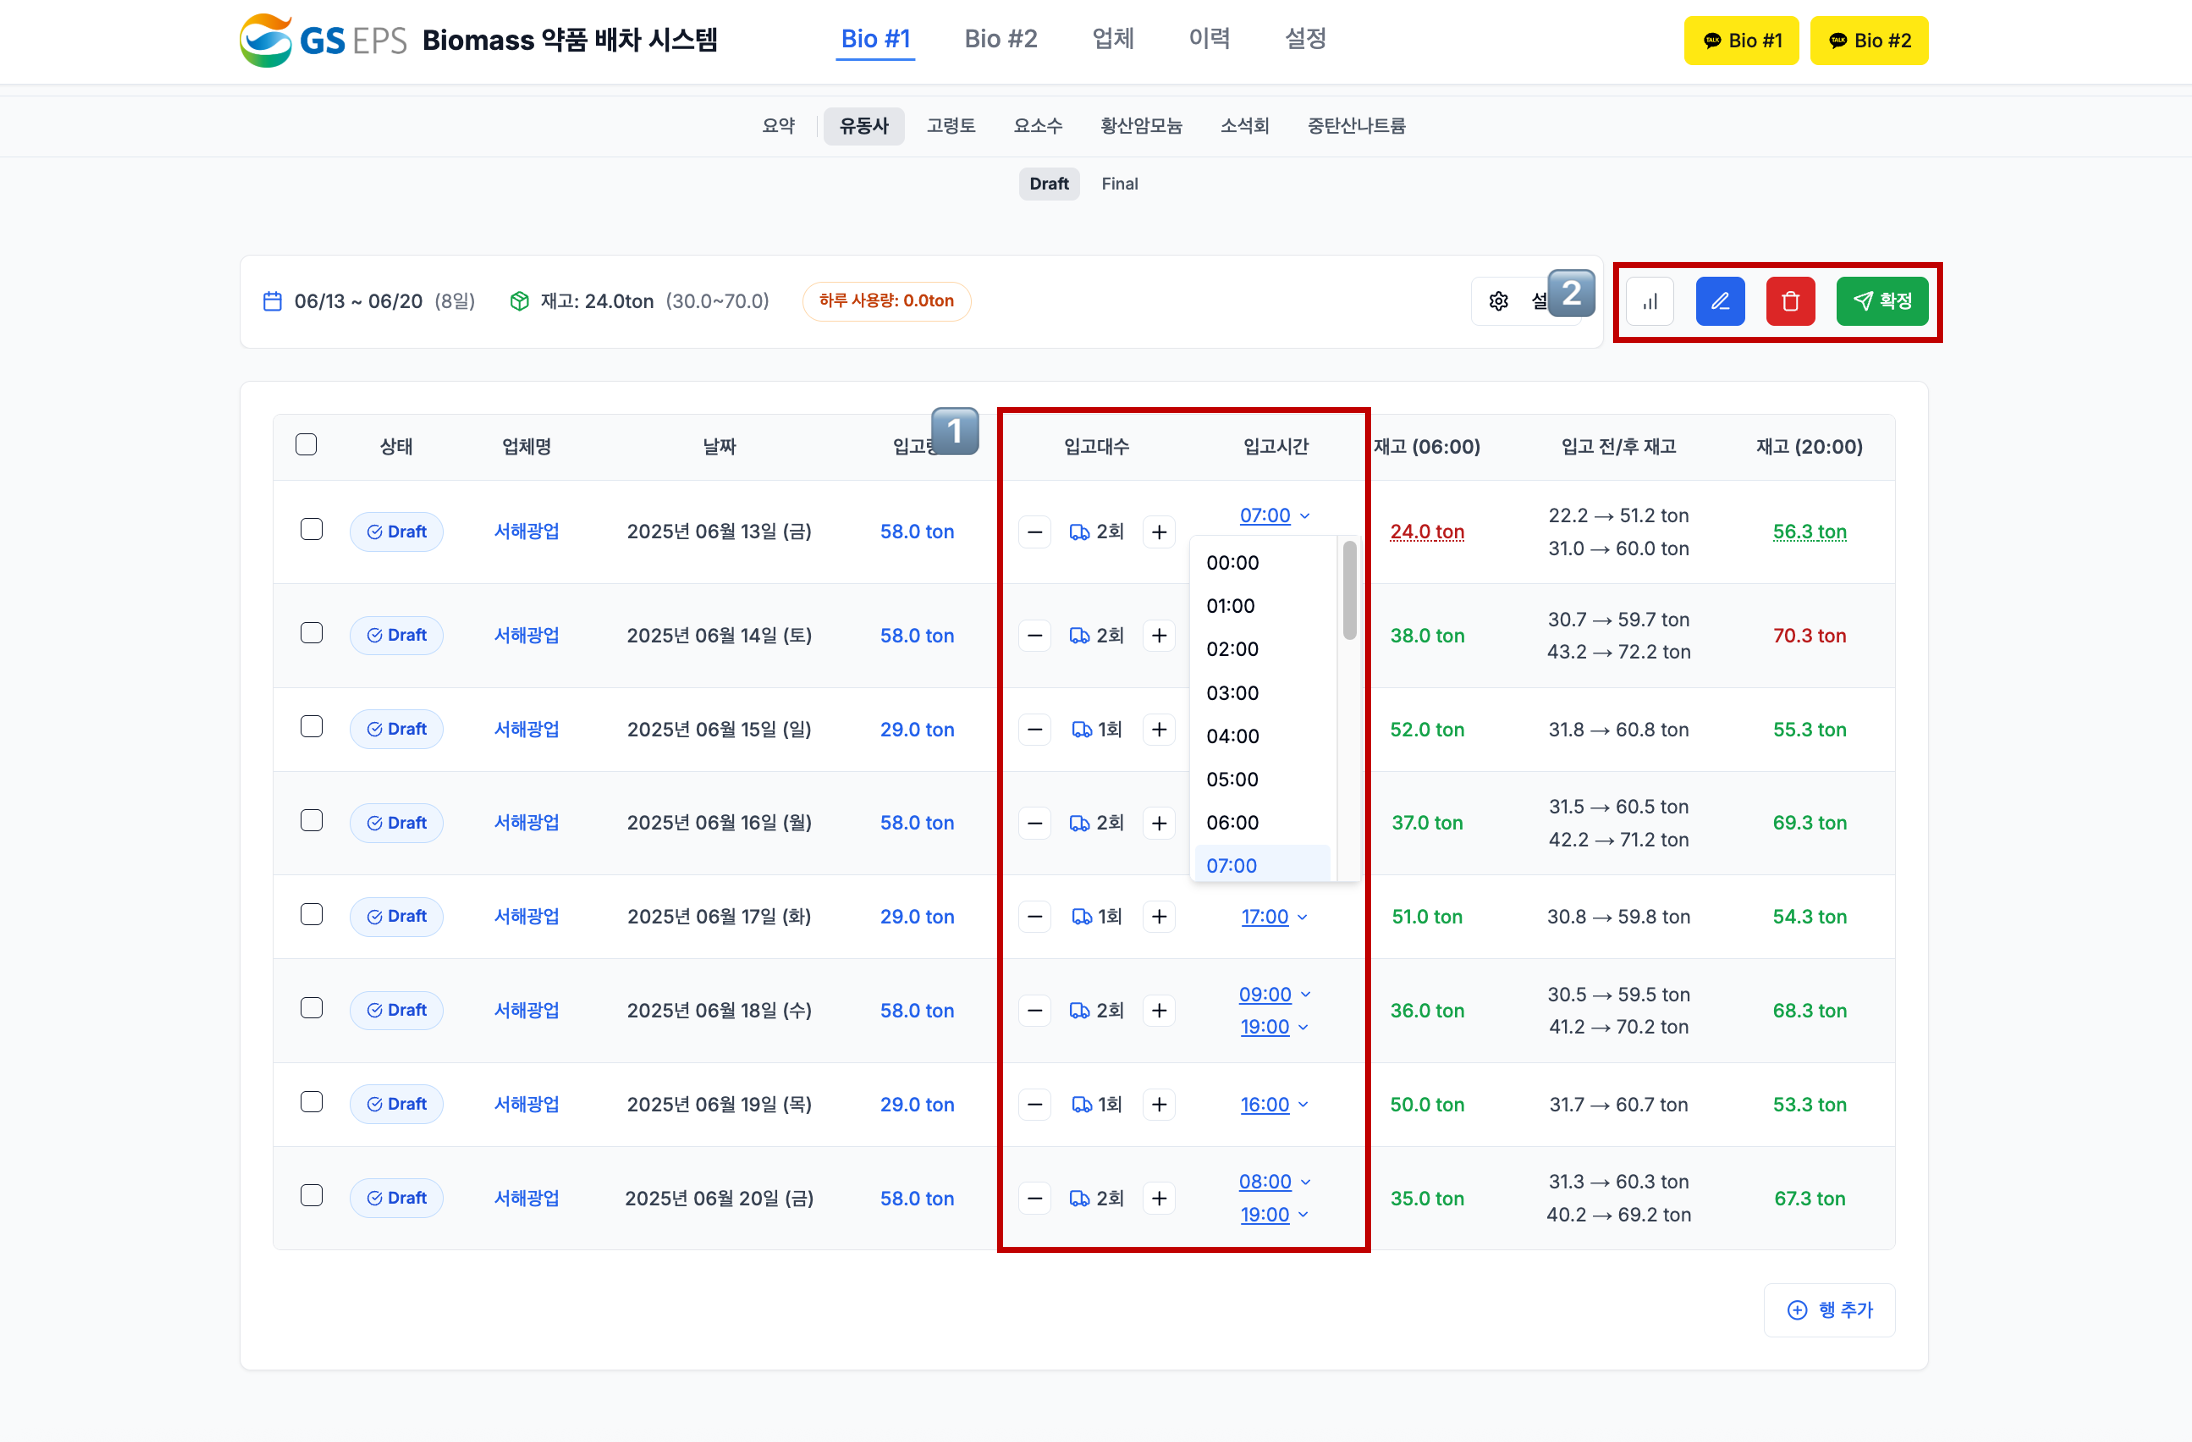 GS EPS Biomass 약품 배차 시스템 Bio #1 Bio #2 업체 이력 설정 TALK Bio #1 TALK Bio #2
요약 유동사 고령토 요소수 황산암모늄 소석회 중탄산나트륨
Draft Final
06/13 ~ 06/20 (8일) 재고: 24.0ton (30.0~70.0) 하루 사용량: 0.0ton 설 2 확정
1
상태 업체명 날짜 입고량 입고대수 입고시간 재고 (06:00) 입고 전/후 재고 재고 (20:00)
Draft 서해광업 2025년 06월 13일 (금) 58.0 ton − 2회 + 07:00 24.0 ton 22.2 → 51.2 ton 56.3 ton
31.0 → 60.0 ton
00:00
01:00
02:00
03:00
04:00
05:00
06:00
07:00
Draft 서해광업 2025년 06월 14일 (토) 58.0 ton − 2회 + 38.0 ton 30.7 → 59.7 ton 70.3 ton
43.2 → 72.2 ton
Draft 서해광업 2025년 06월 15일 (일) 29.0 ton − 1회 + 52.0 ton 31.8 → 60.8 ton 55.3 ton
Draft 서해광업 2025년 06월 16일 (월) 58.0 ton − 2회 + 37.0 ton 31.5 → 60.5 ton 69.3 ton
42.2 → 71.2 ton
Draft 서해광업 2025년 06월 17일 (화) 29.0 ton − 1회 + 17:00 51.0 ton 30.8 → 59.8 ton 54.3 ton
Draft 서해광업 2025년 06월 18일 (수) 58.0 ton − 2회 + 09:00 36.0 ton 30.5 → 59.5 ton 68.3 ton
19:00 41.2 → 70.2 ton
Draft 서해광업 2025년 06월 19일 (목) 29.0 ton − 1회 + 16:00 50.0 ton 31.7 → 60.7 ton 53.3 ton
Draft 서해광업 2025년 06월 20일 (금) 58.0 ton − 2회 + 08:00 35.0 ton 31.3 → 60.3 ton 67.3 ton
19:00 40.2 → 69.2 ton
행 추가